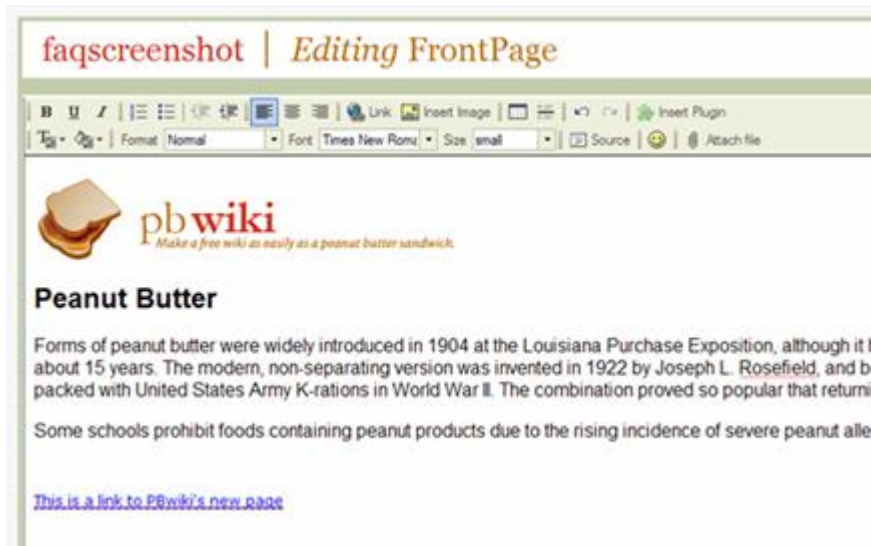 faqscreenshot | Editing FrontPage
B U I Link Insert Image Insert Plugin
Format Normal Font Times New Roma Size small Source Attach file
pbwiki
Make a free wiki as easily as a peanut butter sandwich.
Peanut Butter
Forms of peanut butter were widely introduced in 1904 at the Louisiana Purchase Exposition, although it
about 15 years. The modern, non-separating version was invented in 1922 by Joseph L. Rosefield, and
packed with United States Army K-rations in World War II. The combination proved so popular that returni
Some schools prohibit foods containing peanut products due to the rising incidence of severe peanut alle
This is a link to PBwiki's new page